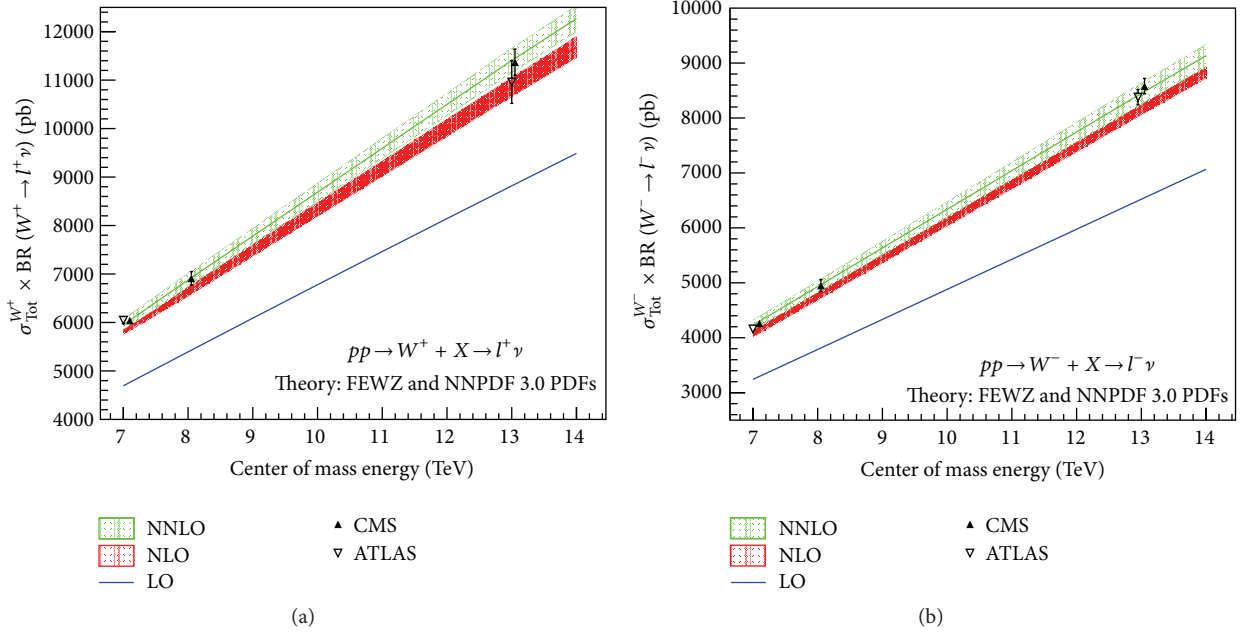 12000
11000
10000
9000
8000
7000
6000
5000
4000
σ_Tot^{W^+} × BR (W^+ → l^+ ν) (pb)
pp → W^+ + X → l^+ ν
Theory: FEWZ and NNPDF 3.0 PDFs
7 8 9 10 11 12 13 14
Center of mass energy (TeV)
NNLO
NLO
LO
CMS
ATLAS
(a)
10000
9000
8000
7000
6000
5000
4000
3000
σ_Tot^{W^-} × BR (W^- → l^- ν) (pb)
pp → W^- + X → l^- ν
Theory: FEWZ and NNPDF 3.0 PDFs
7 8 9 10 11 12 13 14
Center of mass energy (TeV)
NNLO
NLO
LO
CMS
ATLAS
(b)